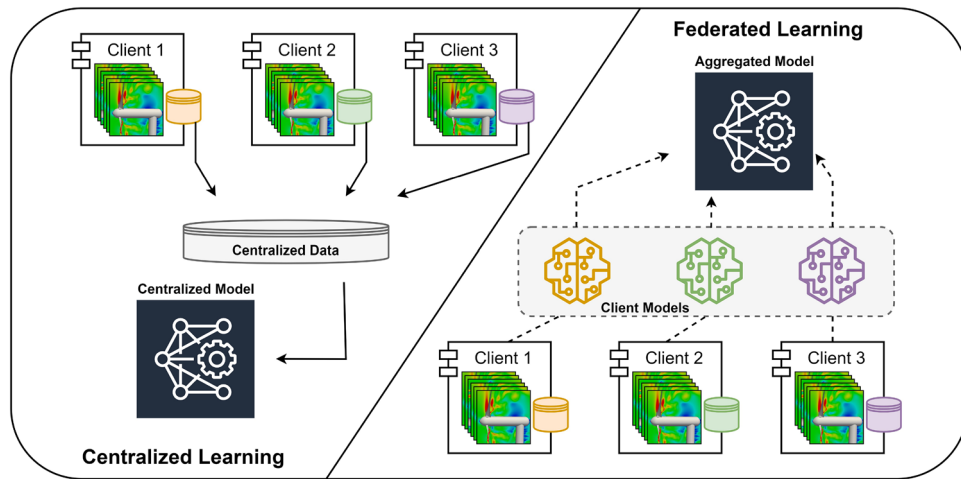 Client 1
Client 2
Client 3
Centralized Data
Centralized Model
Centralized Learning
Federated Learning
Aggregated Model
Client Models
Client 1
Client 2
Client 3